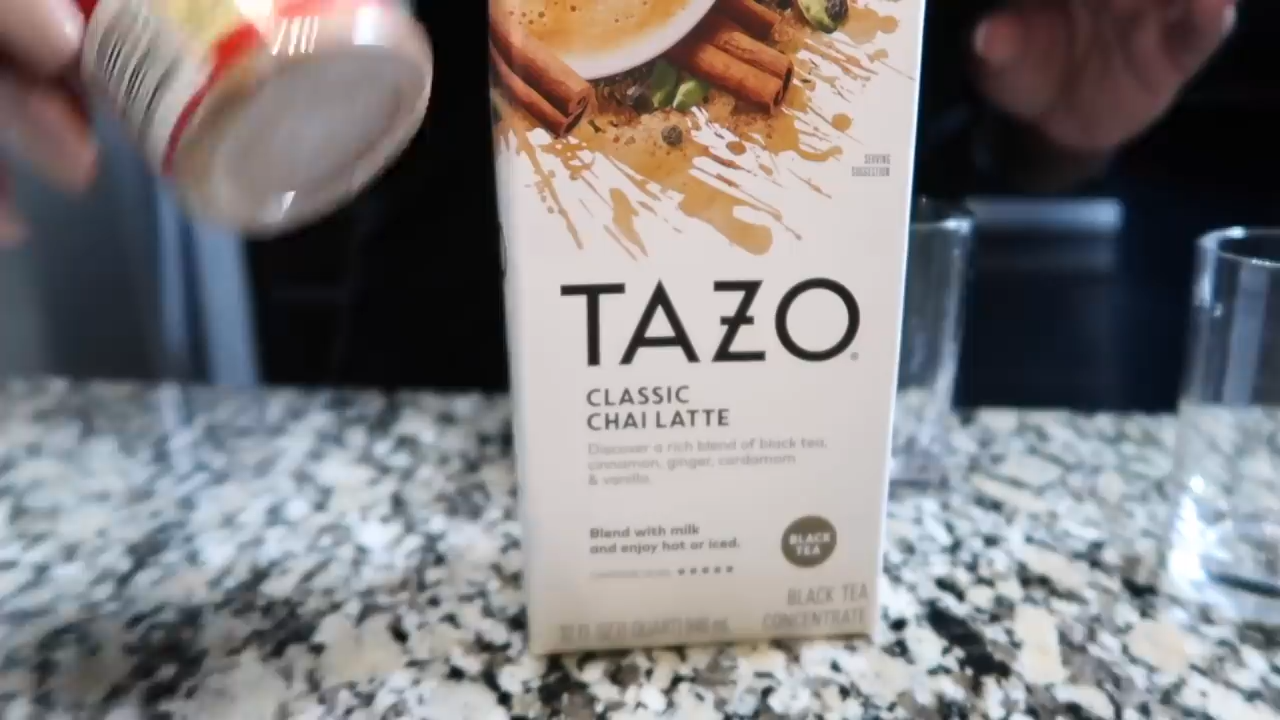 SERVING
SUGGESTION
TAZO®
CLASSIC
CHAI LATTE
Discover a rich blend of black tea,
cinnamon, ginger, cardamom
& vanilla.
Blend with milk
and enjoy hot or iced.
BLACK
TEA
BLACK TEA
CONCENTRATE